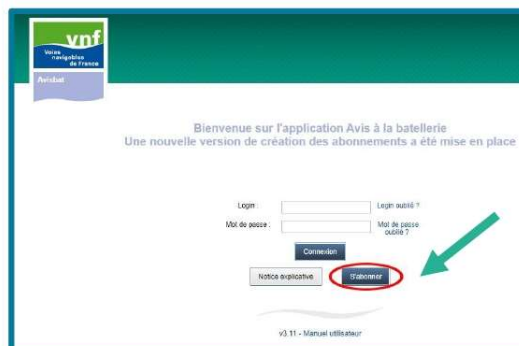 vnf
Voies
navigables
de France
Avisbat
Bienvenue sur l'application Avis à la batellerie
Une nouvelle version de création des abonnements a été mise en place
Login :
Login oublié ?
Mot de passe :
Mot de passe
oublié ?
Connexion
Notice explicative
S'abonner
v3.11 - Manuel utilisateur